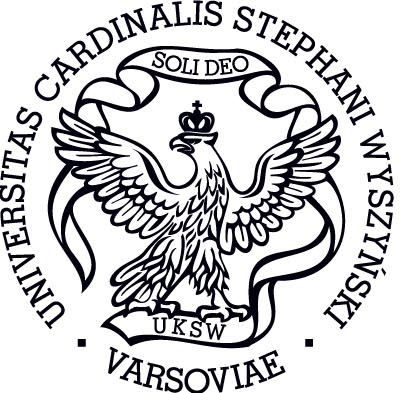 UNIVERSITAS CARDINALIS STEPHANI WYSZYŃSKI
SOLI DEO
UKSW
VARSOVIAE